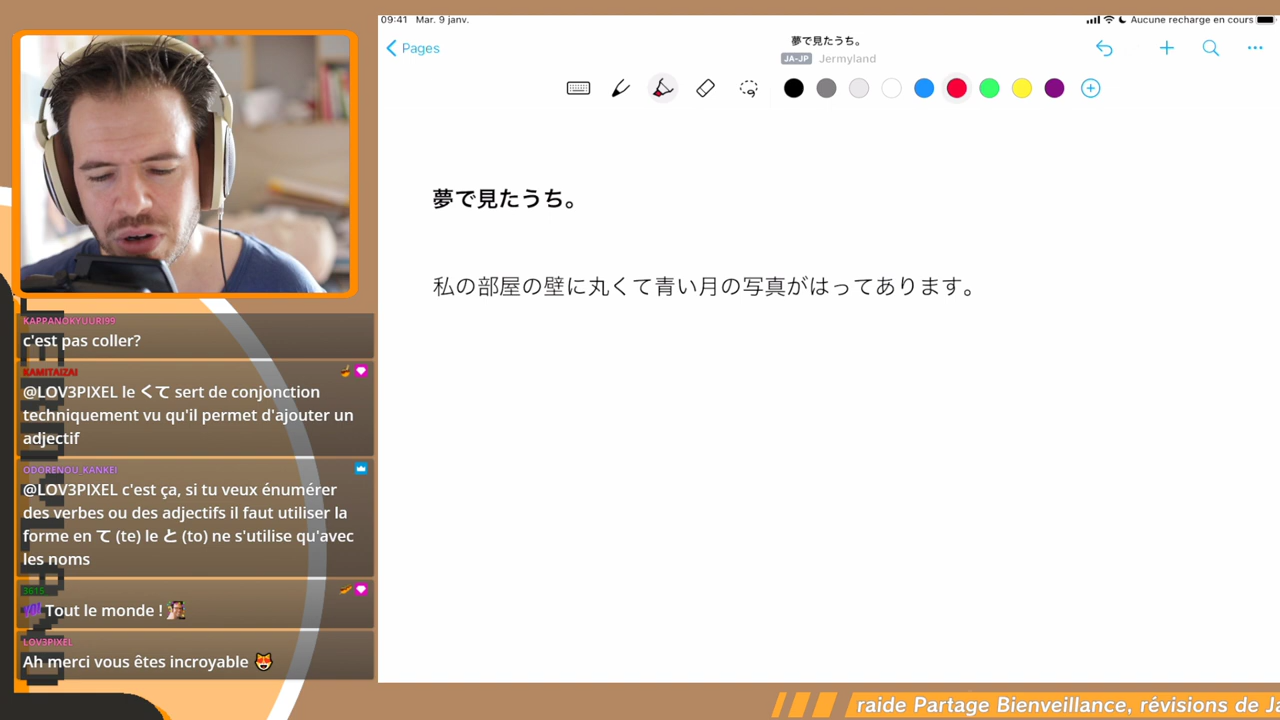 09:41 Mar. 9 janv.
Aucune recharge en cours
Pages
夢で見たうち。
JA-JP Jermyland
夢で見たうち。
私の部屋の壁に丸くて青い月の写真がはってあります。
KAPPANOKYUURI99
c'est pas coller?
KAMITAIZAI
@LOV3PIXEL le くて sert de conjonction
techniquement vu qu'il permet d'ajouter un
adjectif
ODORENOU_KANKEI
@LOV3PIXEL c'est ça, si tu veux énumérer
des verbes ou des adjectifs il faut utiliser la
forme en て (te) le と (to) ne s'utilise qu'avec
les noms
3615
Tout le monde !
LOV3PIXEL
Ah merci vous êtes incroyable
raide Partage Bienveillance, révisions de Ja